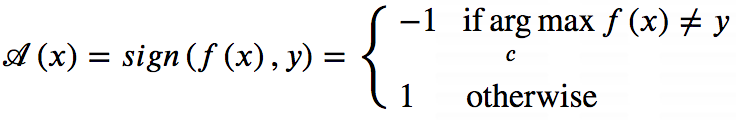 𝒜 (x) = sign (f (x) , y) = { −1 if arg max f (x) ≠ y
c
1 otherwise